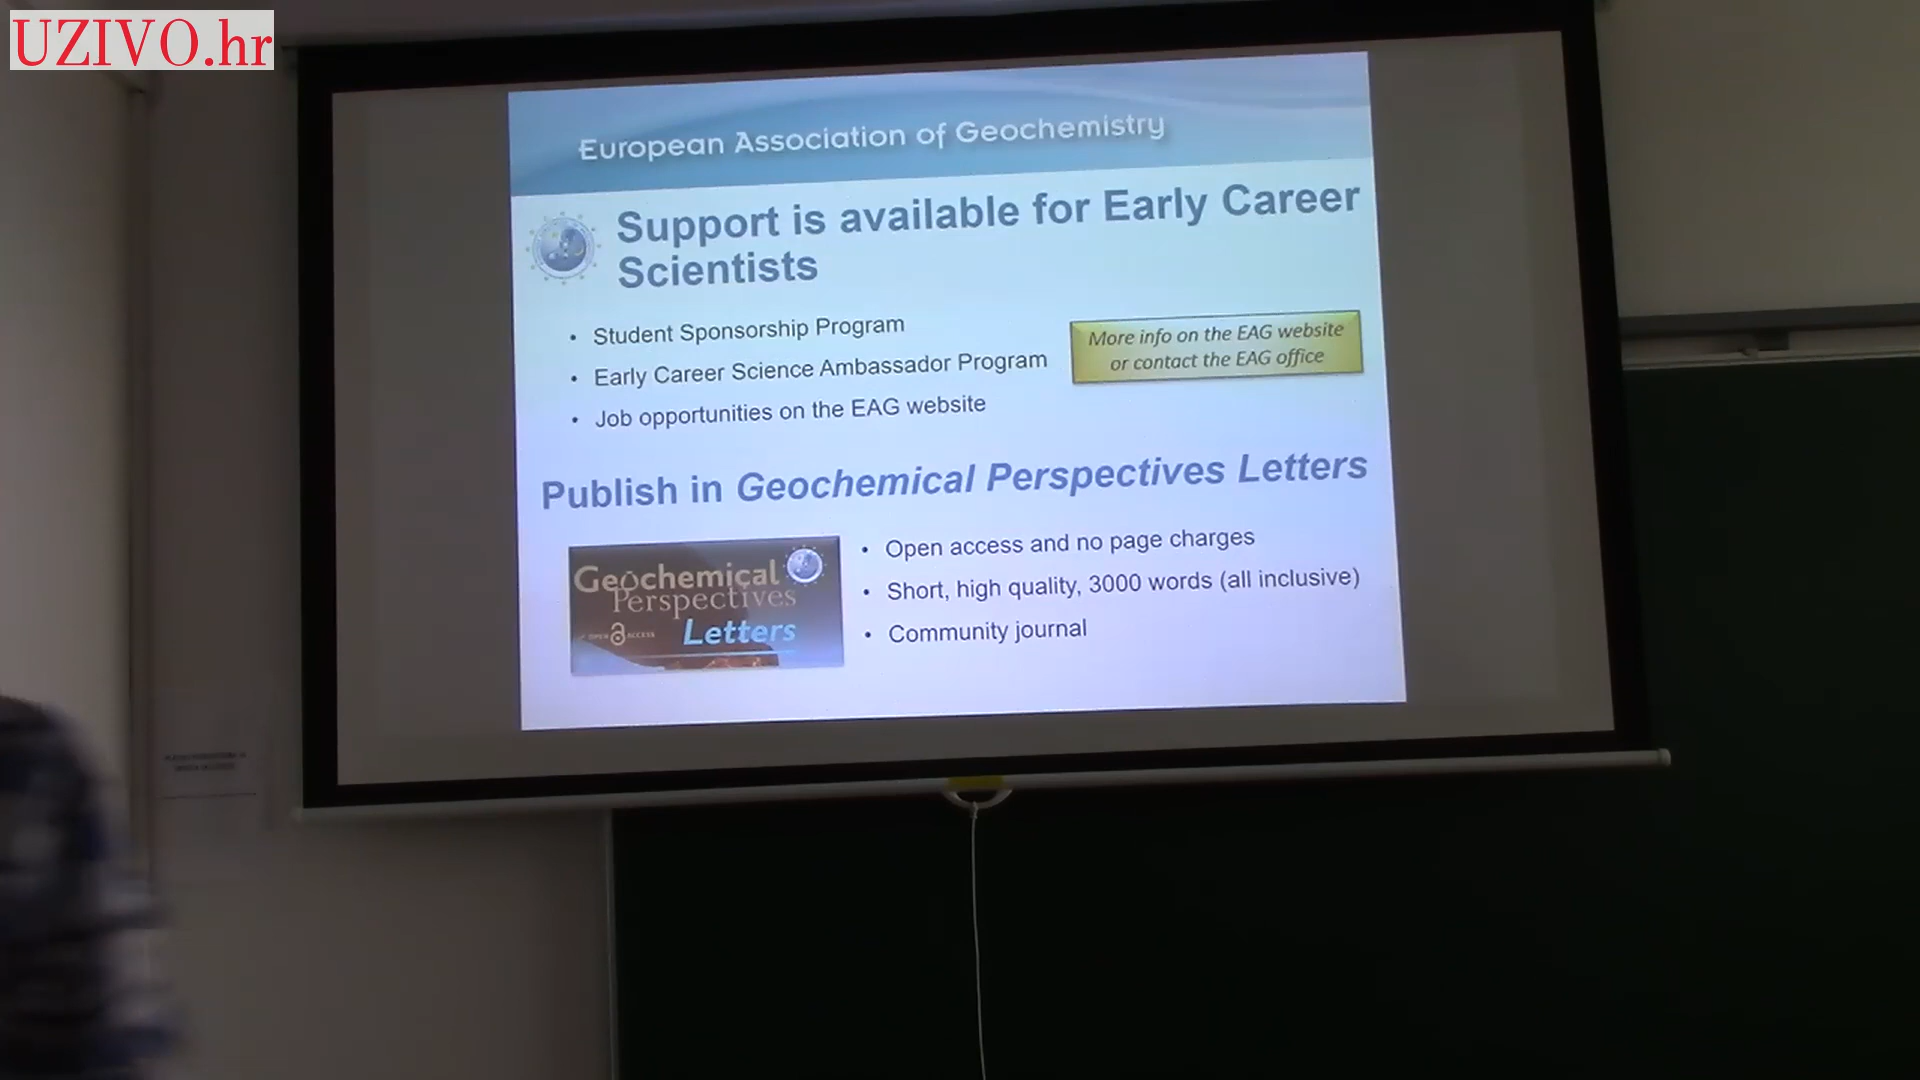 UZIVO.hr
European Association of Geochemistry
Support is available for Early Career
Scientists
• Student Sponsorship Program
• Early Career Science Ambassador Program
• Job opportunities on the EAG website
More info on the EAG website
or contact the EAG office
Publish in Geochemical Perspectives Letters
Geochemical
Perspectives
OPEN ACCESS
Letters
• Open access and no page charges
• Short, high quality, 3000 words (all inclusive)
• Community journal